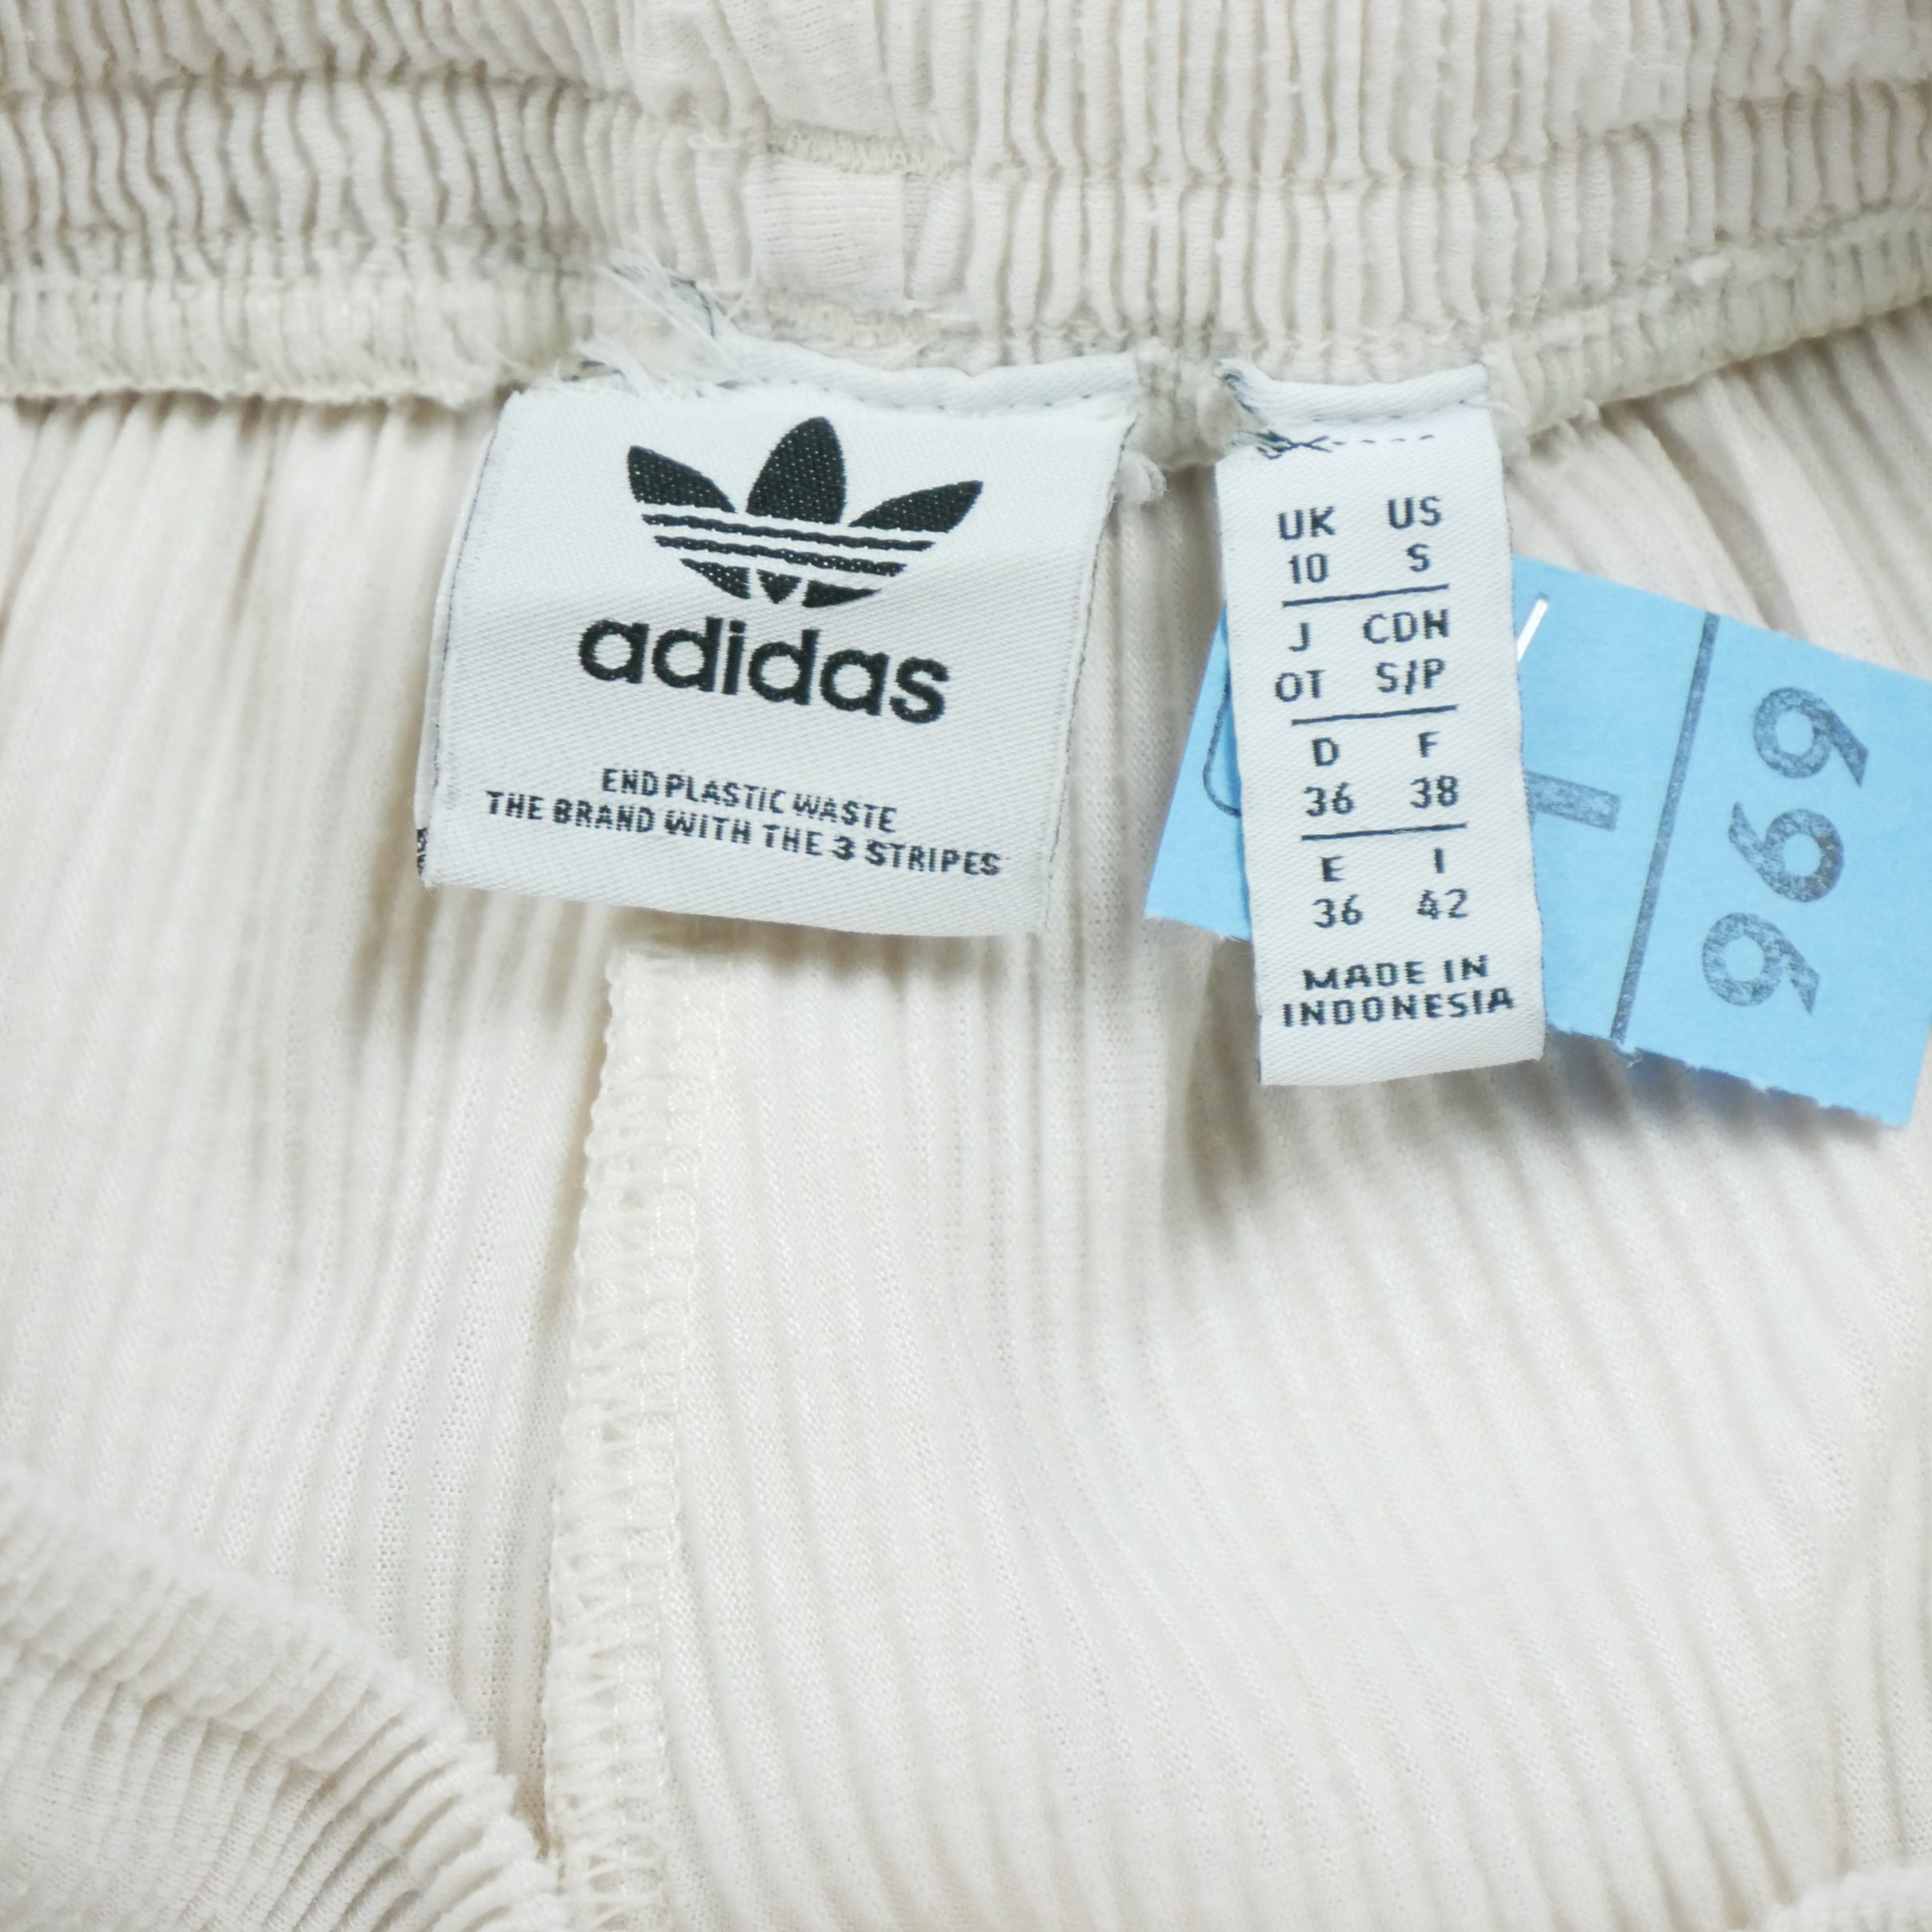 adidas
END PLASTIC WASTE
THE BRAND WITH THE 3 STRIPES
UK US
10 S
J CDN
OT S/P
D F
36 38
E I
36 42
MADE IN
INDONESIA
969